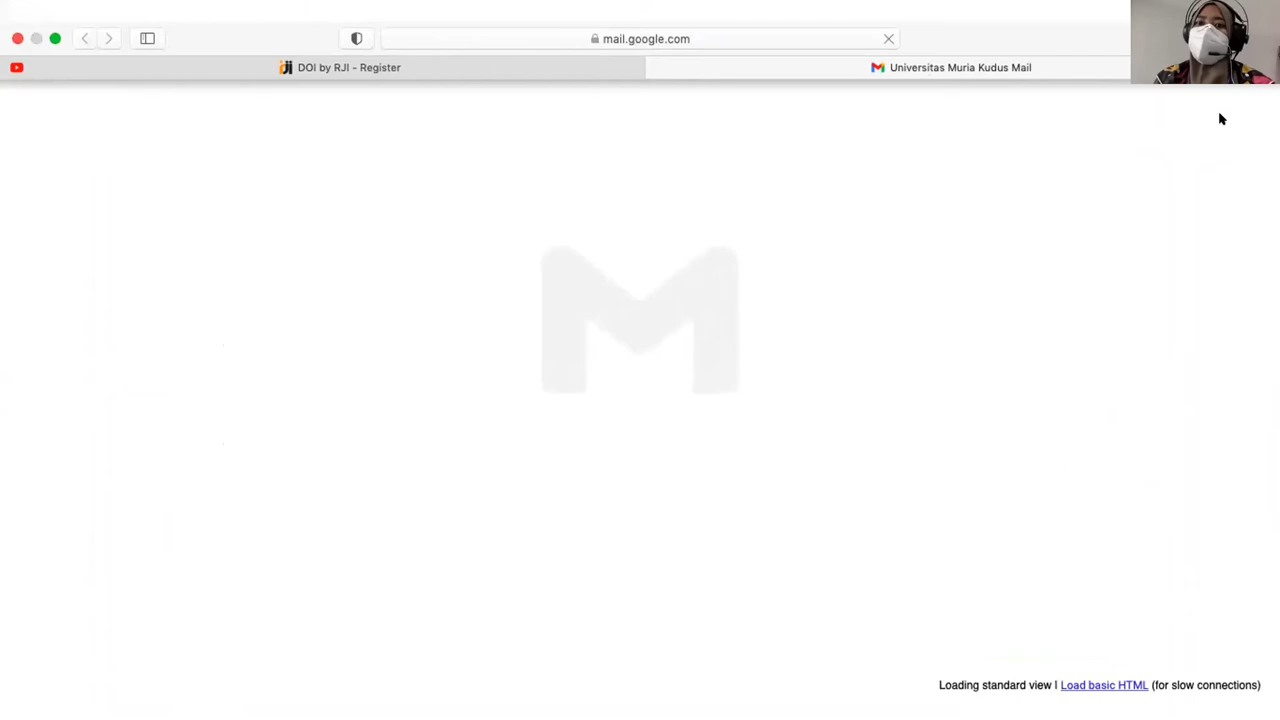 mail.google.com
DOI by RJI - Register
Universitas Muria Kudus Mail
Loading standard view | Load basic HTML (for slow connections)